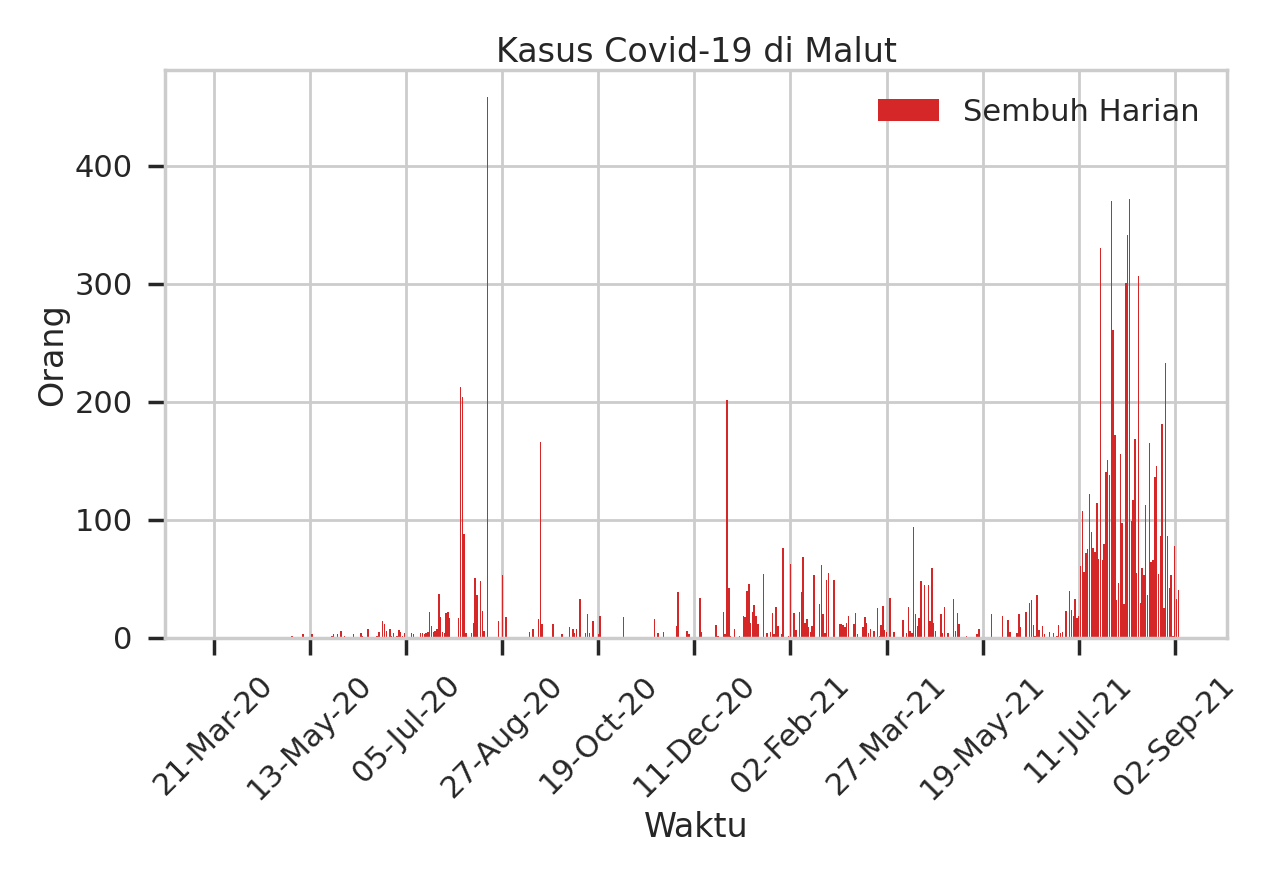 Kasus Covid-19 di Malut
Sembuh Harian
Orang
400
300
200
100
0
21-Mar-20
13-May-20
05-Jul-20
27-Aug-20
19-Oct-20
11-Dec-20
02-Feb-21
27-Mar-21
19-May-21
11-Jul-21
02-Sep-21
Waktu